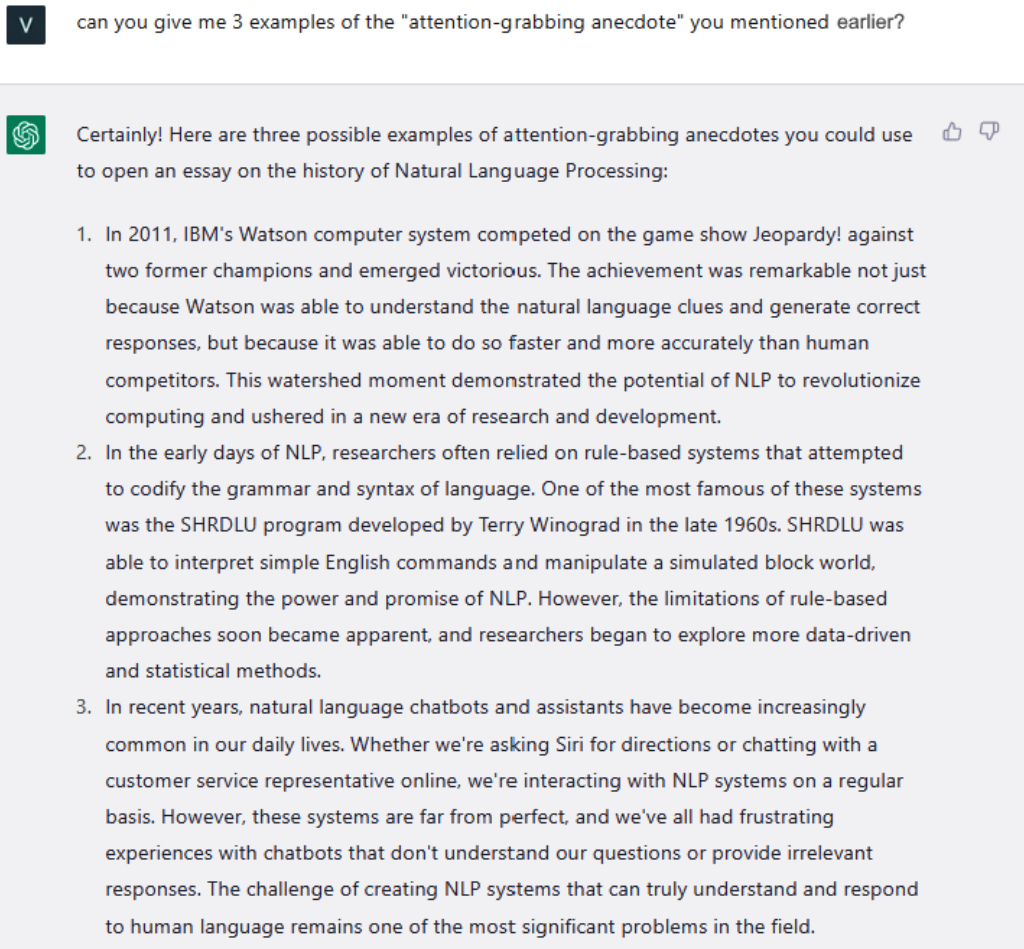 V
can you give me 3 examples of the "attention-grabbing anecdote" you mentioned earlier?
Certainly! Here are three possible examples of attention-grabbing anecdotes you could use
to open an essay on the history of Natural Language Processing:
1. In 2011, IBM's Watson computer system competed on the game show Jeopardy! against
two former champions and emerged victorious. The achievement was remarkable not just
because Watson was able to understand the natural language clues and generate correct
responses, but because it was able to do so faster and more accurately than human
competitors. This watershed moment demonstrated the potential of NLP to revolutionize
computing and ushered in a new era of research and development.
2. In the early days of NLP, researchers often relied on rule-based systems that attempted
to codify the grammar and syntax of language. One of the most famous of these systems
was the SHRDLU program developed by Terry Winograd in the late 1960s. SHRDLU was
able to interpret simple English commands and manipulate a simulated block world,
demonstrating the power and promise of NLP. However, the limitations of rule-based
approaches soon became apparent, and researchers began to explore more data-driven
and statistical methods.
3. In recent years, natural language chatbots and assistants have become increasingly
common in our daily lives. Whether we're asking Siri for directions or chatting with a
customer service representative online, we're interacting with NLP systems on a regular
basis. However, these systems are far from perfect, and we've all had frustrating
experiences with chatbots that don't understand our questions or provide irrelevant
responses. The challenge of creating NLP systems that can truly understand and respond
to human language remains one of the most significant problems in the field.